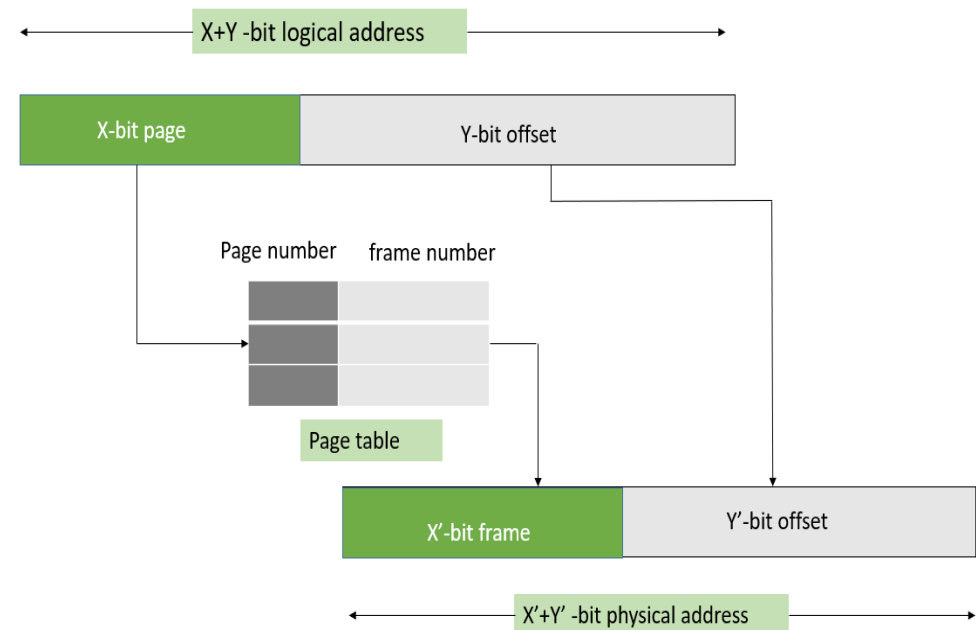 X+Y -bit logical address
X-bit page
Y-bit offset
Page number
frame number
Page table
X’-bit frame
Y’-bit offset
X’+Y’ -bit physical address